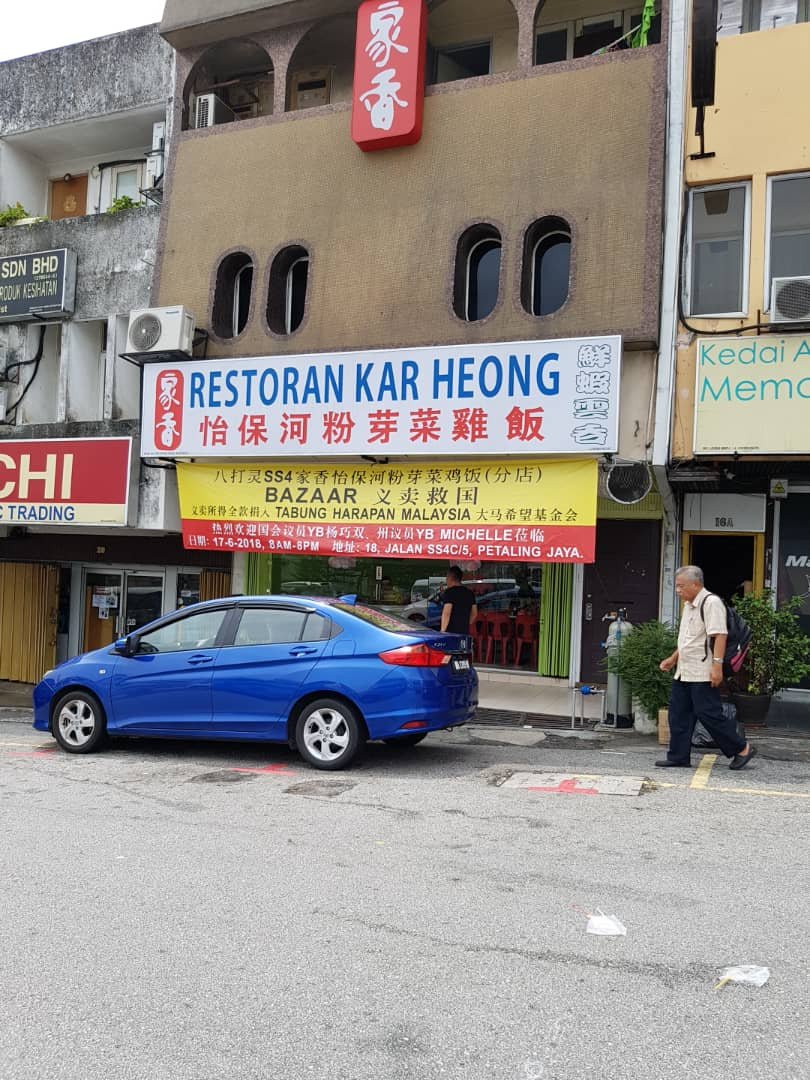 家香
SDN BHD
RODUK KESIHATAN
家香
RESTORAN KAR HEONG
怡保河粉芽菜雞飯
鮮蝦雲吞
Kedai A
Memo
CHI
C TRADING
八打灵SS4家香怡保河粉芽菜鸡饭(分店)
BAZAAR 义卖救国
义卖所得全款捐入 TABUNG HARAPAN MALAYSIA 大马希望基金会
热烈欢迎国会议员YB杨巧双、州议员YB MICHELLE莅临
日期: 17-6-2018, 8AM-8PM 地址: 18, JALAN SS4C/5, PETALING JAYA.
16A
20
Ma